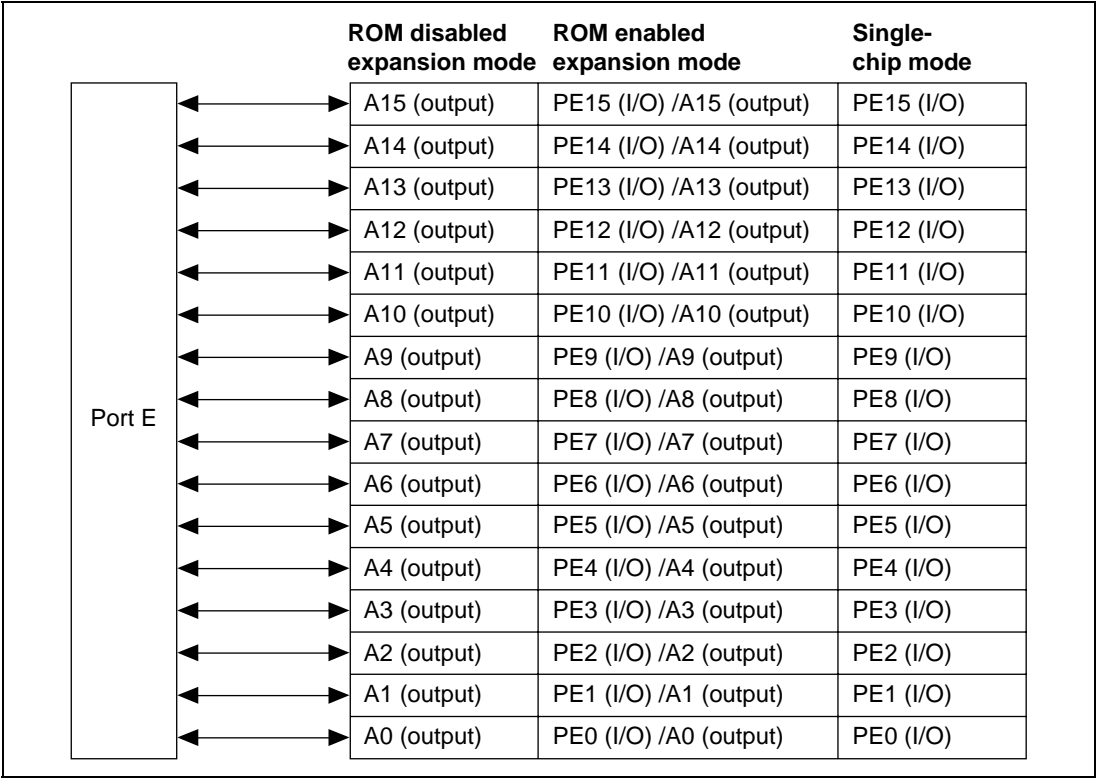 ROM disabled expansion mode ROM enabled expansion mode Single-chip mode
A15 (output) PE15 (I/O) /A15 (output) PE15 (I/O)
A14 (output) PE14 (I/O) /A14 (output) PE14 (I/O)
A13 (output) PE13 (I/O) /A13 (output) PE13 (I/O)
A12 (output) PE12 (I/O) /A12 (output) PE12 (I/O)
A11 (output) PE11 (I/O) /A11 (output) PE11 (I/O)
A10 (output) PE10 (I/O) /A10 (output) PE10 (I/O)
A9 (output) PE9 (I/O) /A9 (output) PE9 (I/O)
A8 (output) PE8 (I/O) /A8 (output) PE8 (I/O)
Port E
A7 (output) PE7 (I/O) /A7 (output) PE7 (I/O)
A6 (output) PE6 (I/O) /A6 (output) PE6 (I/O)
A5 (output) PE5 (I/O) /A5 (output) PE5 (I/O)
A4 (output) PE4 (I/O) /A4 (output) PE4 (I/O)
A3 (output) PE3 (I/O) /A3 (output) PE3 (I/O)
A2 (output) PE2 (I/O) /A2 (output) PE2 (I/O)
A1 (output) PE1 (I/O) /A1 (output) PE1 (I/O)
A0 (output) PE0 (I/O) /A0 (output) PE0 (I/O)